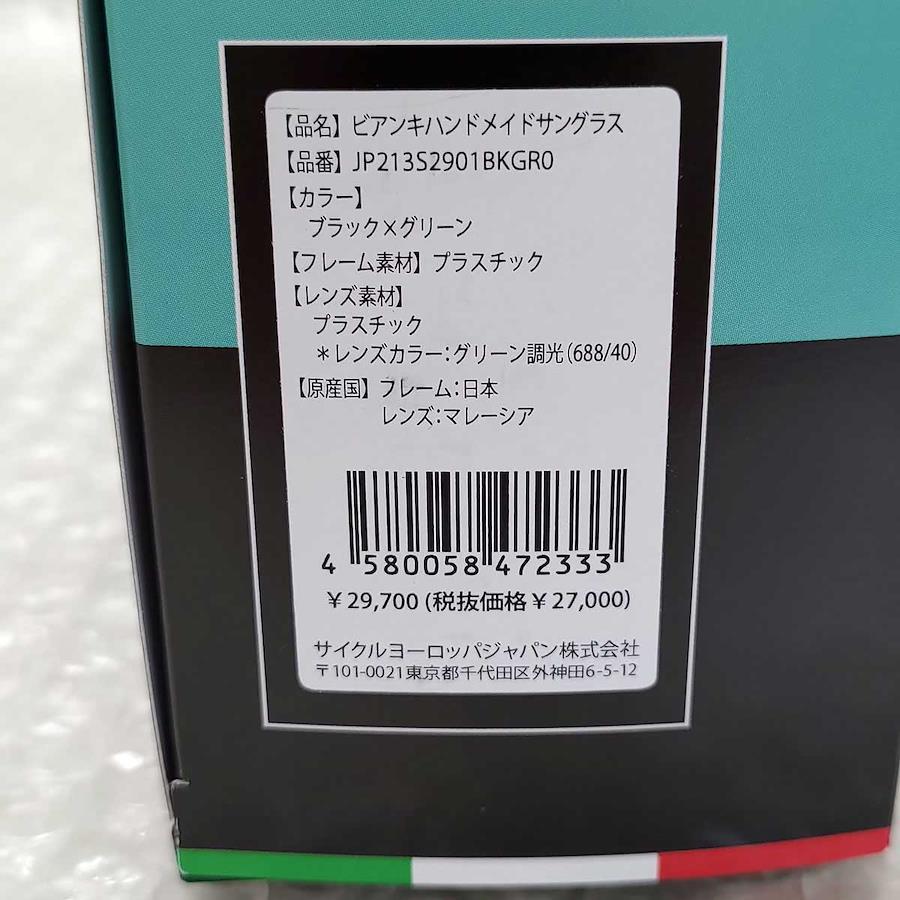 【品名】ビアンキハンドメイドサングラス
【品番】JP213S2901BKGR0
【カラー】
ブラック×グリーン
【フレーム素材】プラスチック
【レンズ素材】
プラスチック
＊レンズカラー：グリーン調光（688/40）
【原産国】フレーム：日本
レンズ：マレーシア
4 580058 472333
￥29,700（税抜価格￥27,000）
サイクルヨーロッパジャパン株式会社
〒101-0021東京都千代田区外神田6-5-12